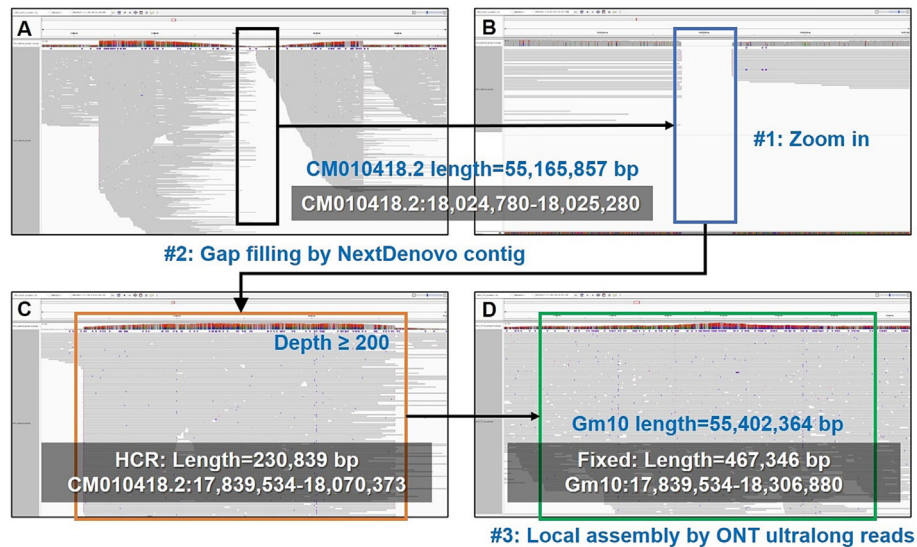 A
B
#1: Zoom in
CM010418.2 length=55,165,857 bp
CM010418.2:18,024,780-18,025,280
#2: Gap filling by NextDenovo contig
C
D
Depth ≥ 200
Gm10 length=55,402,364 bp
HCR: Length=230,839 bp
CM010418.2:17,839,534-18,070,373
Fixed: Length=467,346 bp
Gm10:17,839,534-18,306,880
#3: Local assembly by ONT ultralong reads